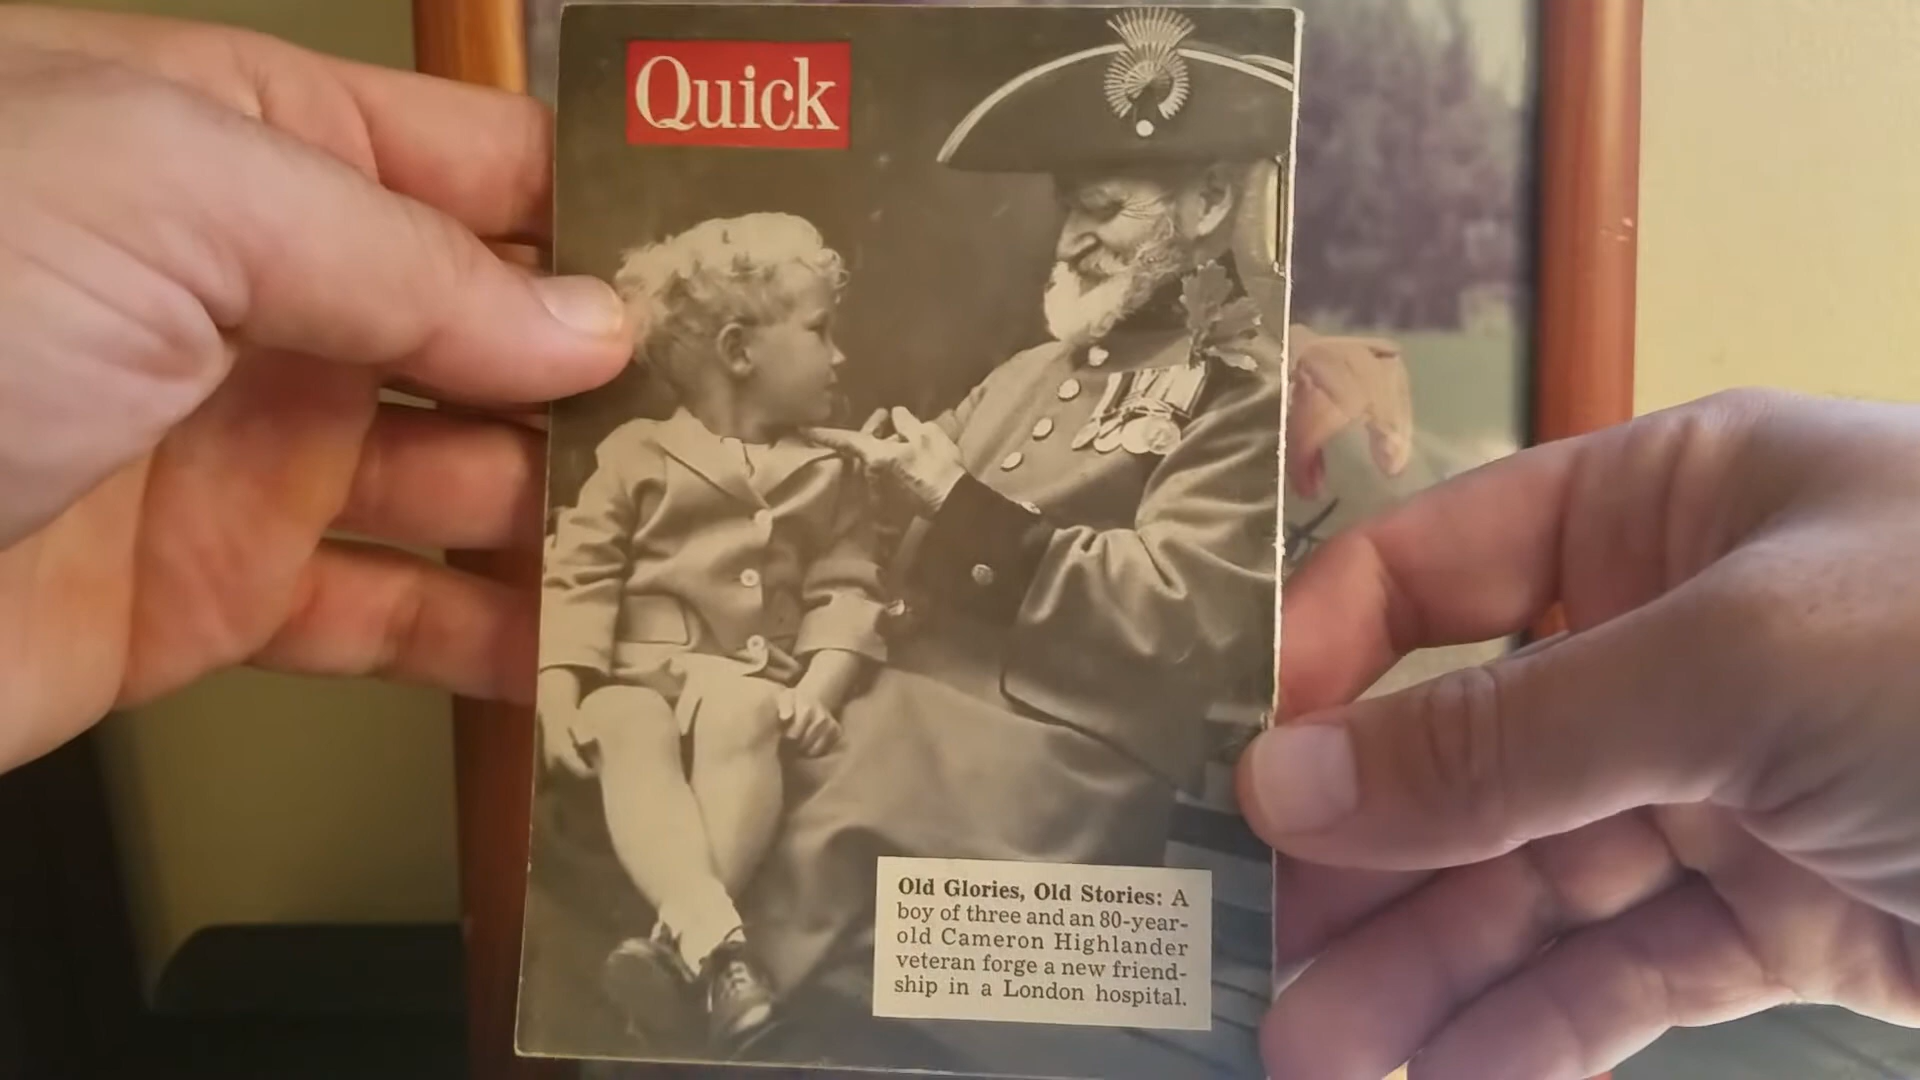 Quick
Old Glories, Old Stories: A
boy of three and an 80-year-
old Cameron Highlander
veteran forge a new friend-
ship in a London hospital.